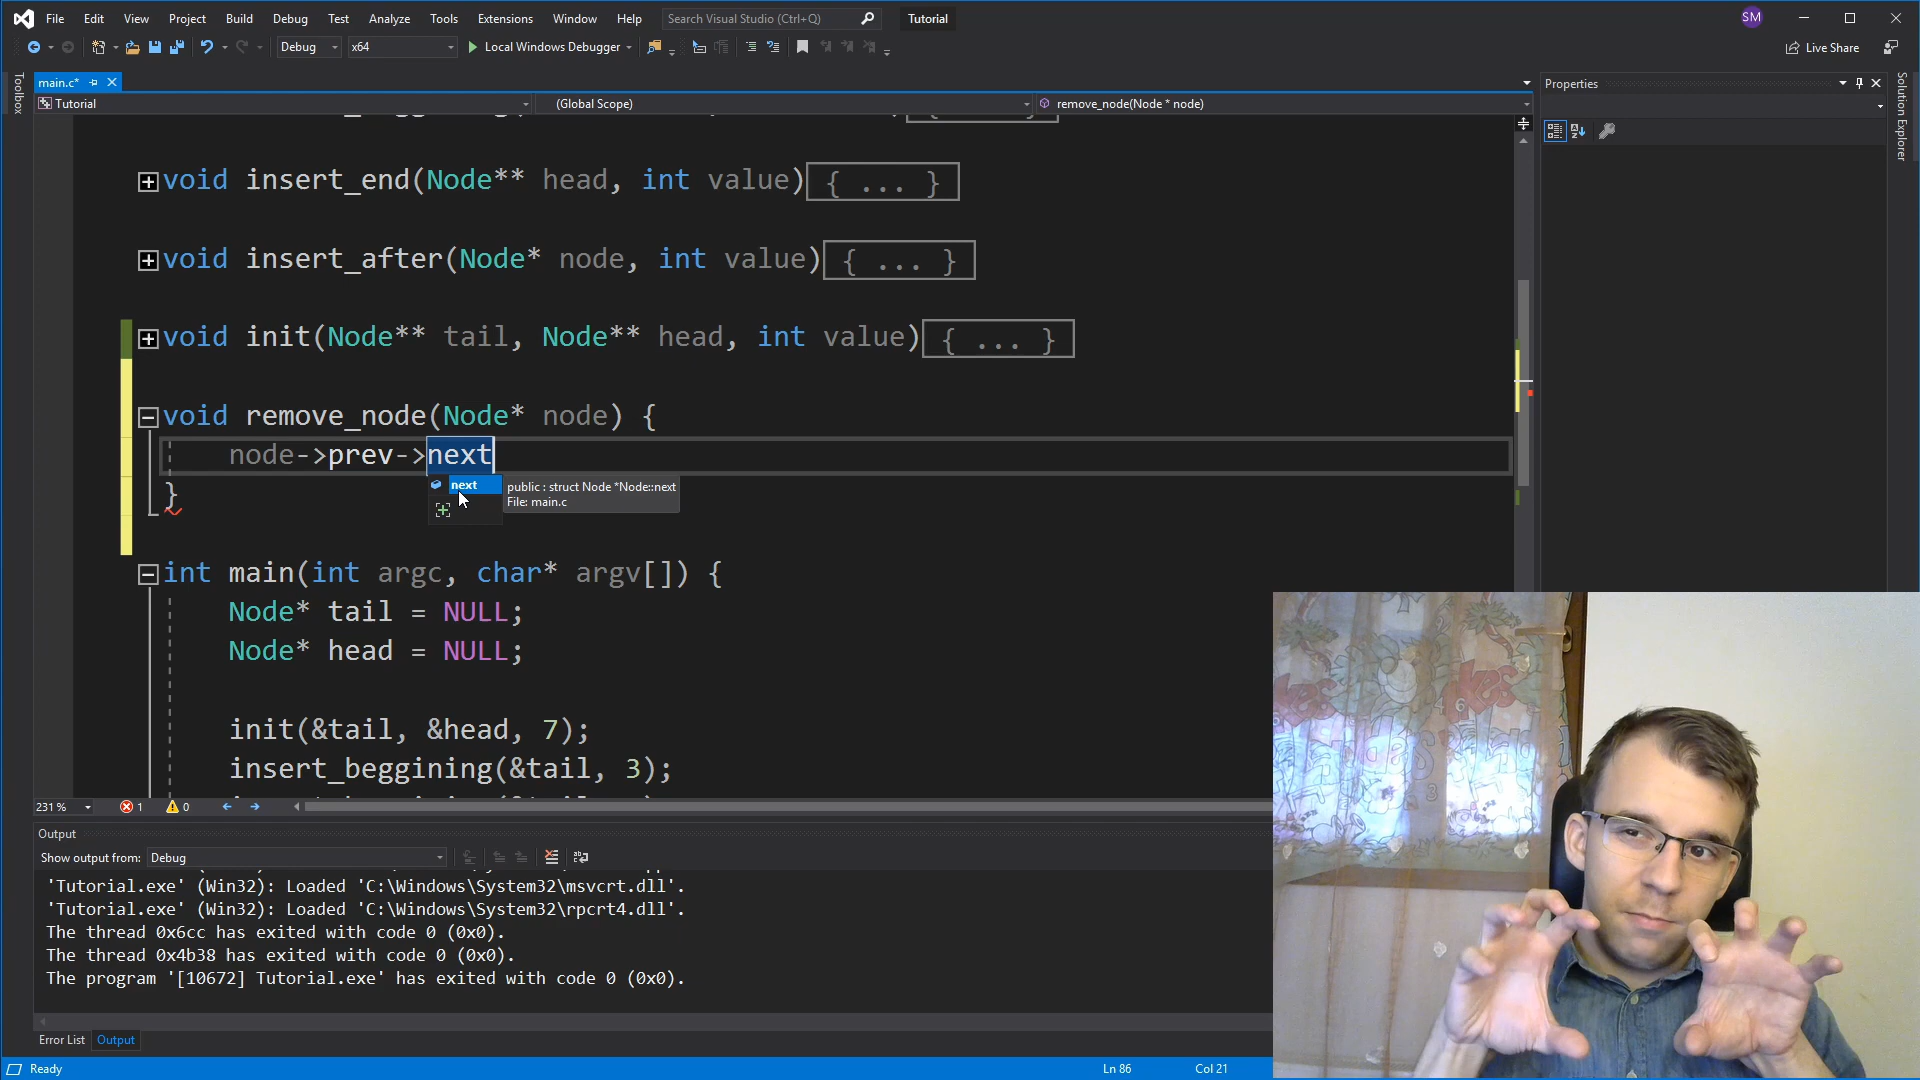 File Edit View Project Build Debug Test Analyze Tools Extensions Window Help Search Visual Studio (Ctrl+Q) Tutorial SM
Debug x64 Local Windows Debugger Live Share
Toolbox
main.c*
Properties
Solution Explorer
Tutorial (Global Scope) remove_node(Node * node)
void insert_end(Node** head, int value){ ... }
void insert_after(Node* node, int value){ ... }
void init(Node** tail, Node** head, int value){ ... }
void remove_node(Node* node) {
node->prev->next
next
public : struct Node *Node::next
File: main.c
}
int main(int argc, char* argv[]) {
Node* tail = NULL;
Node* head = NULL;
init(&tail, &head, 7);
insert_beggining(&tail, 3);
231 % 1 0
Output
Show output from: Debug
'Tutorial.exe' (Win32): Loaded 'C:\Windows\System32\msvcrt.dll'.
'Tutorial.exe' (Win32): Loaded 'C:\Windows\System32\rpcrt4.dll'.
The thread 0x6cc has exited with code 0 (0x0).
The thread 0x4b38 has exited with code 0 (0x0).
The program '[10672] Tutorial.exe' has exited with code 0 (0x0).
Error List Output
Ready Ln 86 Col 21